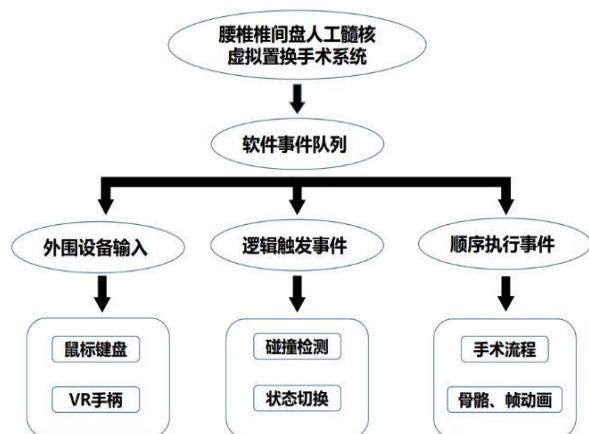 腰椎椎间盘人工髓核
虚拟置换手术系统
软件事件队列
外围设备输入
逻辑触发事件
顺序执行事件
鼠标键盘
碰撞检测
手术流程
VR手柄
状态切换
骨骼、帧动画